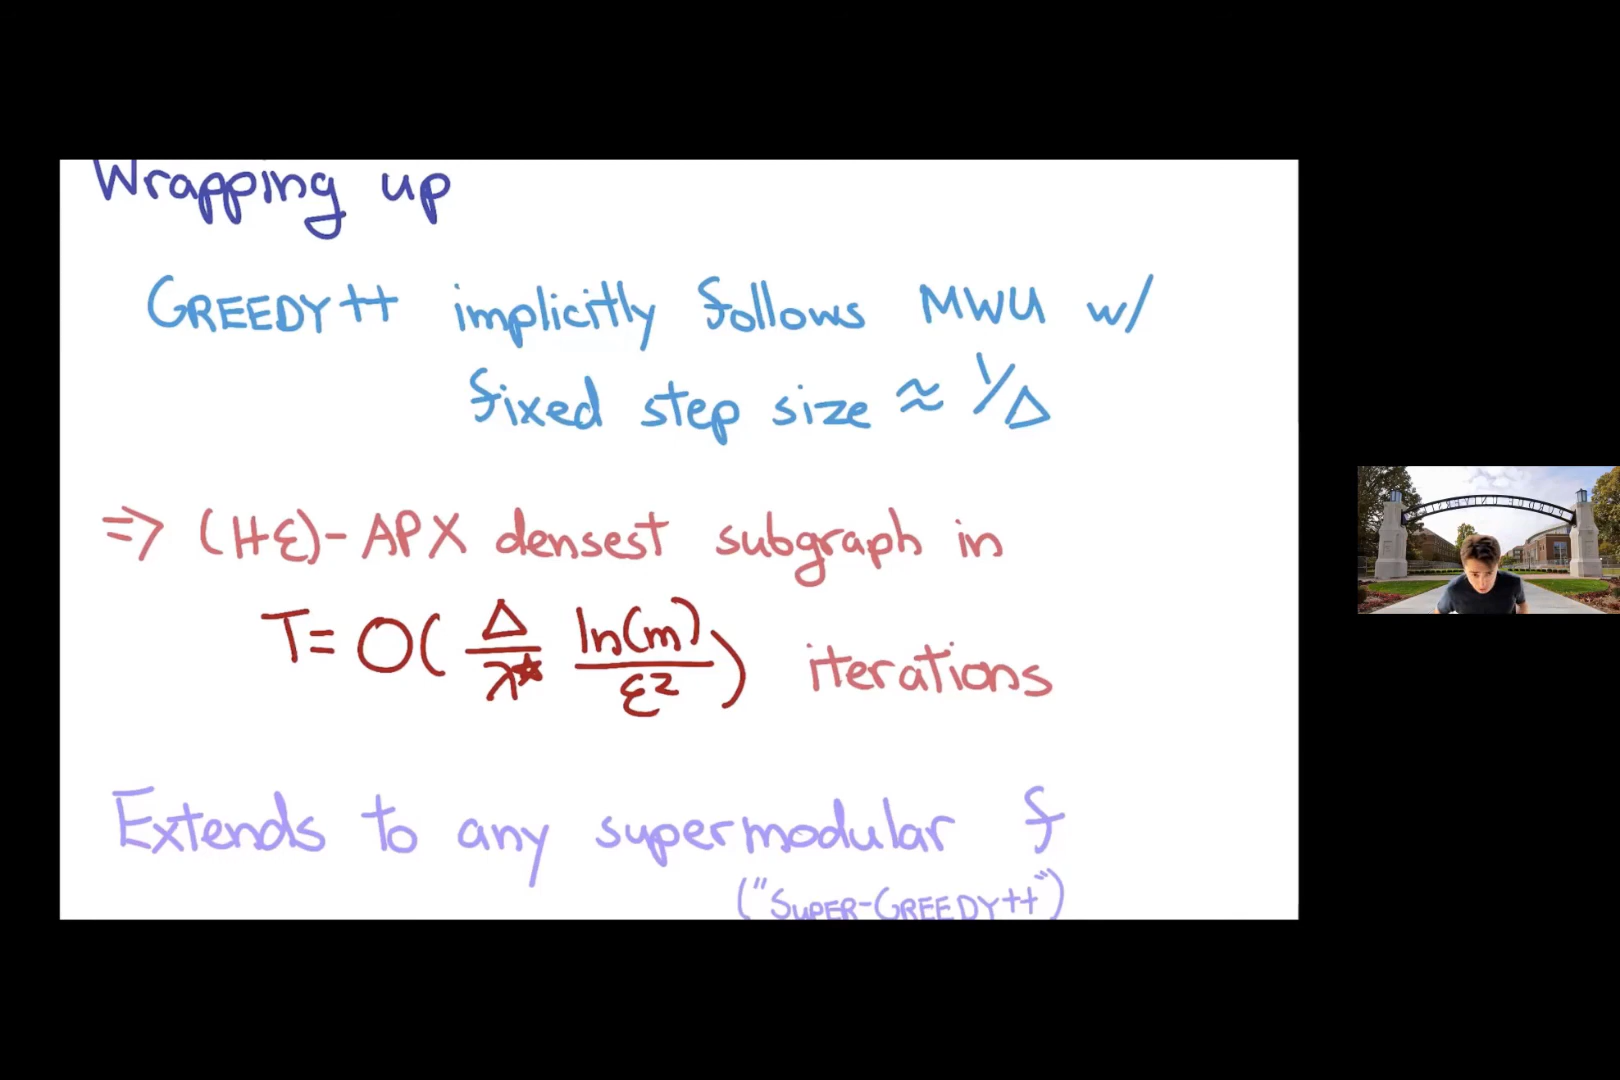 Wrapping up
GREEDY++ implicitly follows MWU w/
fixed step size ≈ 1/Δ
=> (1+ε)-APX densest subgraph in
T= O( Δ/λ* ln(m)/ε² ) iterations
Extends to any supermodular f
("SUPER-GREEDY++")